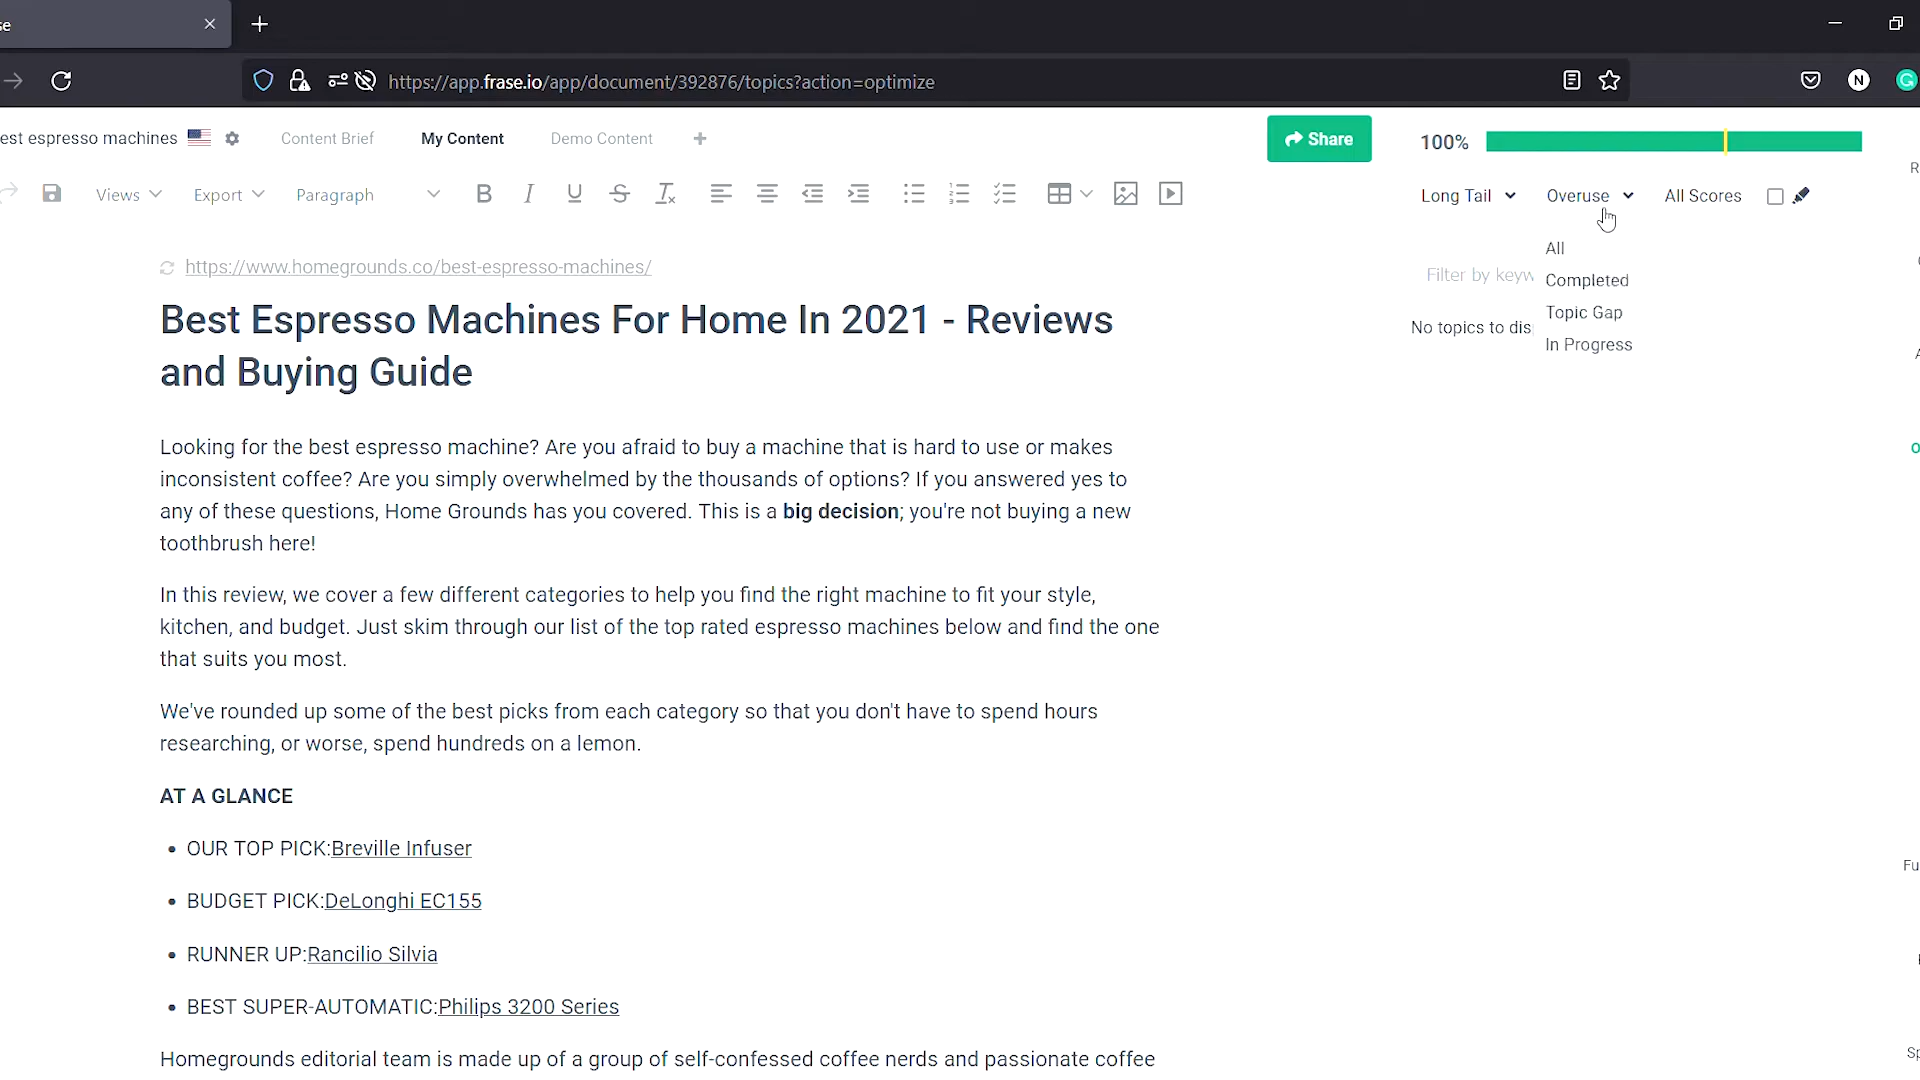 se
https://app.frase.io/app/document/392876/topics?action=optimize
N
G
est espresso machines
Content Brief
My Content
Demo Content
Share
100%
Views
Export
Paragraph
B
I
U
S
Long Tail
Overuse
All Scores
All
Completed
Topic Gap
In Progress
Filter by keyw
No topics to dis
https://www.homegrounds.co/best-espresso-machines/
Best Espresso Machines For Home In 2021 - Reviews
and Buying Guide
Looking for the best espresso machine? Are you afraid to buy a machine that is hard to use or makes
inconsistent coffee? Are you simply overwhelmed by the thousands of options? If you answered yes to
any of these questions, Home Grounds has you covered. This is a big decision; you're not buying a new
toothbrush here!
In this review, we cover a few different categories to help you find the right machine to fit your style,
kitchen, and budget. Just skim through our list of the top rated espresso machines below and find the one
that suits you most.
We've rounded up some of the best picks from each category so that you don't have to spend hours
researching, or worse, spend hundreds on a lemon.
AT A GLANCE
• OUR TOP PICK:Breville Infuser
• BUDGET PICK:DeLonghi EC155
• RUNNER UP:Rancilio Silvia
• BEST SUPER-AUTOMATIC:Philips 3200 Series
Homegrounds editorial team is made up of a group of self-confessed coffee nerds and passionate coffee
Fu
Sp